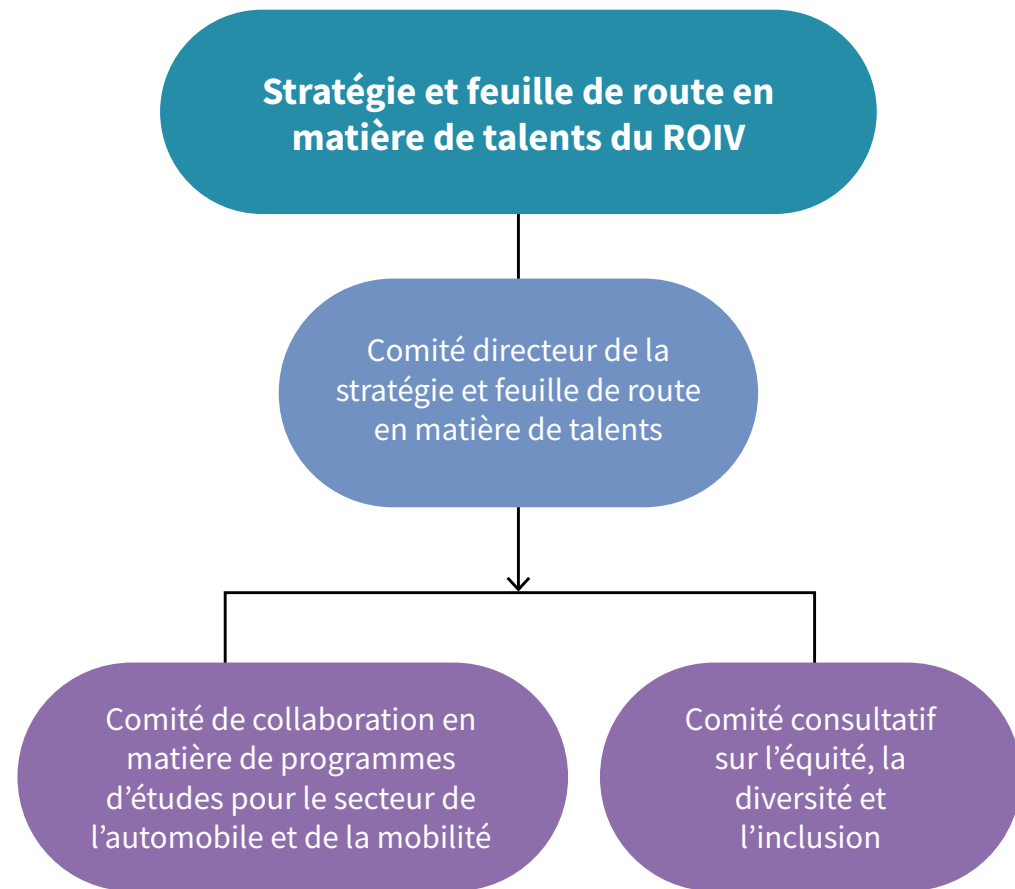 Stratégie et feuille de route en
matière de talents du ROIV
Comité directeur de la
stratégie et feuille de route
en matière de talents
Comité de collaboration en
matière de programmes
d’études pour le secteur de
l’automobile et de la mobilité
Comité consultatif
sur l’équité, la
diversité et
l’inclusion